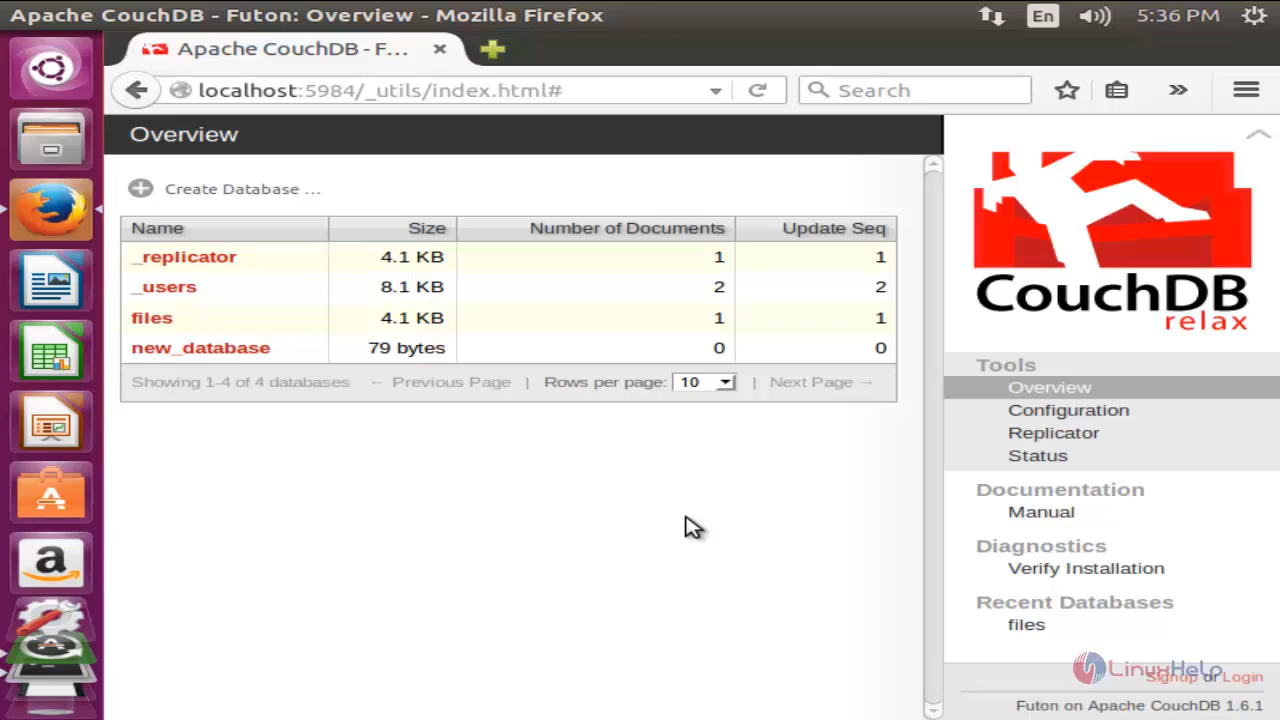 Apache CouchDB - Futon: Overview - Mozilla Firefox
En
5:36 PM
Apache CouchDB - F...
localhost:5984/_utils/index.html#
Search
Overview
Create Database ...
Name Size Number of Documents Update Seq
_replicator 4.1 KB 1 1
_users 8.1 KB 2 2
files 4.1 KB 1 1
new_database 79 bytes 0 0
Showing 1-4 of 4 databases ← Previous Page | Rows per page: 10 | Next Page →
CouchDB
relax
Tools
Overview
Configuration
Replicator
Status
Documentation
Manual
Diagnostics
Verify Installation
Recent Databases
files
LinuxHelp
Signup or Login
Futon on Apache CouchDB 1.6.1
a